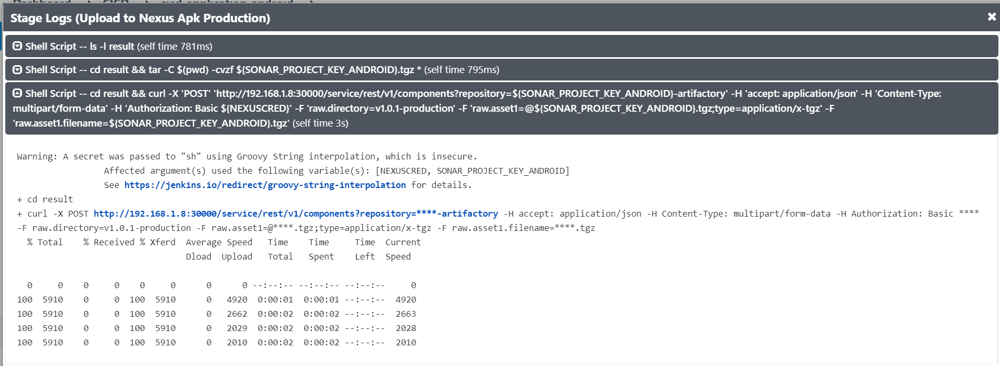 Dashboard CICD cicd-application-android
Stage Logs (Upload to Nexus Apk Production)
Shell Script -- ls -l result (self time 781ms)
Shell Script -- cd result && tar -C $(pwd) -cvzf ${SONAR_PROJECT_KEY_ANDROID}.tgz * (self time 795ms)
Shell Script -- cd result && curl -X 'POST' 'http://192.168.1.8:30000/service/rest/v1/components?repository=${SONAR_PROJECT_KEY_ANDROID}-artifactory' -H 'accept: application/json' -H 'Content-Type:
multipart/form-data' -H 'Authorization: Basic ${NEXUSCRED}' -F 'raw.directory=v1.0.1-production' -F 'raw.asset1=@${SONAR_PROJECT_KEY_ANDROID}.tgz;type=application/x-tgz' -F
'raw.asset1.filename=${SONAR_PROJECT_KEY_ANDROID}.tgz' (self time 3s)
Warning: A secret was passed to "sh" using Groovy String interpolation, which is insecure.
Affected argument(s) used the following variable(s): [NEXUSCRED, SONAR_PROJECT_KEY_ANDROID]
See https://jenkins.io/redirect/groovy-string-interpolation for details.
+ cd result
+ curl -X POST http://192.168.1.8:30000/service/rest/v1/components?repository=****-artifactory -H accept: application/json -H Content-Type: multipart/form-data -H Authorization: Basic ****
-F raw.directory=v1.0.1-production -F raw.asset1=@****.tgz;type=application/x-tgz -F raw.asset1.filename=****.tgz
% Total % Received % Xferd Average Speed Time Time Time Current
Dload Upload Total Spent Left Speed
0 0 0 0 0 0 0 0 --:--:-- --:--:-- --:--:-- 0
100 5910 0 0 100 5910 0 4920 0:00:01 0:00:01 --:--:-- 4920
100 5910 0 0 100 5910 0 2662 0:00:02 0:00:02 --:--:-- 2663
100 5910 0 0 100 5910 0 2029 0:00:02 0:00:02 --:--:-- 2028
100 5910 0 0 100 5910 0 2010 0:00:02 0:00:02 --:--:-- 2010